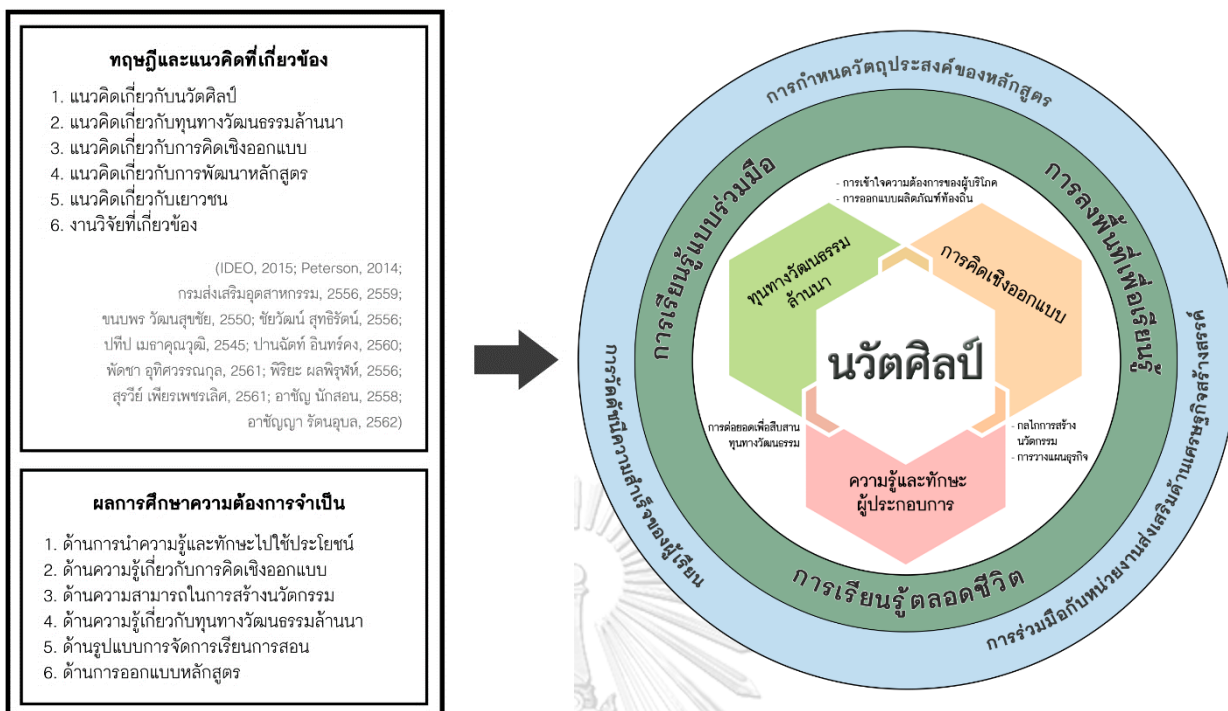 ทฤษฎีและแนวคิดที่เกี่ยวข้อง
1. แนวคิดเกี่ยวกับนวัตศิลป์
2. แนวคิดเกี่ยวกับทุนทางวัฒนธรรมล้านนา
3. แนวคิดเกี่ยวกับการคิดเชิงออกแบบ
4. แนวคิดเกี่ยวกับการพัฒนาหลักสูตร
5. แนวคิดเกี่ยวกับเยาวชน
6. งานวิจัยที่เกี่ยวข้อง
(IDEO, 2015; Peterson, 2014;
กรมส่งเสริมอุตสาหกรรม, 2556, 2559;
ขนบพร วัฒนสุขชัย, 2550; ชัยวัฒน์ สุทธิรัตน์, 2556;
ปทีป เมธาคุณวุฒิ, 2545; ปานฉัตท์ อินทร์คง, 2560;
พัดชา อุทิศวรรณกุล, 2561; พิริยะ ผลพิรุฬห์, 2556;
สุรวีย์ เพียรเพชรเลิศ, 2561; อาชัญ นักสอน, 2558;
อาชัญญา รัตนอุบล, 2562)
ผลการศึกษาความต้องการจำเป็น
1. ด้านการนำความรู้และทักษะไปใช้ประโยชน์
2. ด้านความรู้เกี่ยวกับการคิดเชิงออกแบบ
3. ด้านความสามารถในการสร้างนวัตกรรม
4. ด้านความรู้เกี่ยวกับทุนทางวัฒนธรรมล้านนา
5. ด้านรูปแบบการจัดการเรียนการสอน
6. ด้านการออกแบบหลักสูตร
การกำหนดวัตถุประสงค์ของหลักสูตร
การเรียนรู้แบบร่วมมือ
การลงพื้นที่เพื่อเรียนรู้
- การเข้าใจความต้องการของผู้บริโภค
- การออกแบบผลิตภัณฑ์ท้องถิ่น
ทุนทางวัฒนธรรม
ล้านนา
การคิดเชิงออกแบบ
นวัตศิลป์
การต่อยอดเพื่อสืบสาน
ทุนทางวัฒนธรรม
- กลไกการสร้าง
นวัตกรรม
- การวางแผนธุรกิจ
ความรู้และทักษะ
ผู้ประกอบการ
การเรียนรู้ตลอดชีวิต
การวัดดัชนีความสำเร็จของผู้เรียน
การร่วมมือกับหน่วยงานส่งเสริมด้านเศรษฐกิจสร้างสรรค์